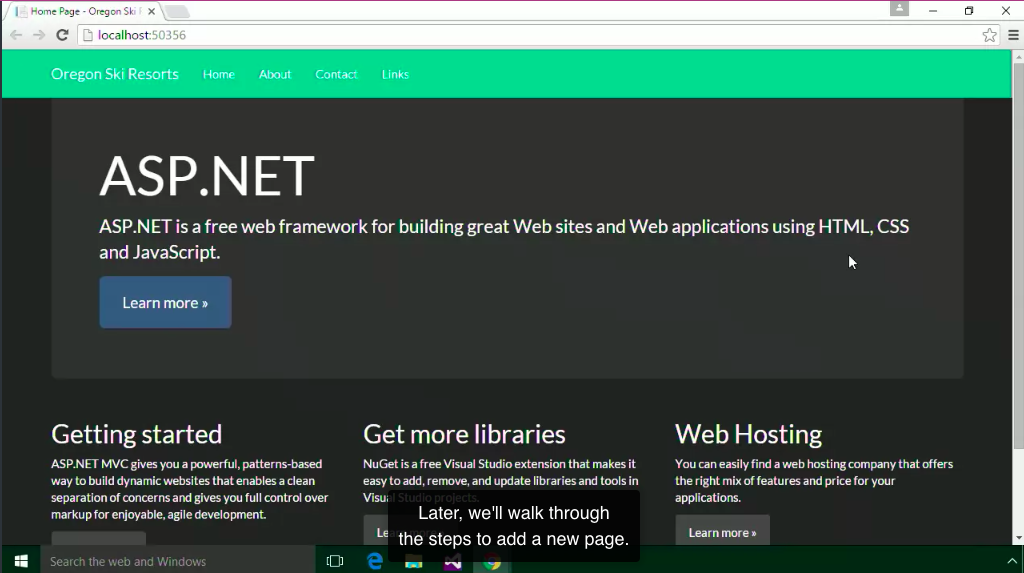 Home Page - Oregon Ski
localhost:50356
Oregon Ski Resorts Home About Contact Links
ASP.NET
ASP.NET is a free web framework for building great Web sites and Web applications using HTML, CSS
and JavaScript.
Learn more »
Getting started
ASP.NET MVC gives you a powerful, patterns-based
way to build dynamic websites that enables a clean
separation of concerns and gives you full control over
markup for enjoyable, agile development.
Get more libraries
NuGet is a free Visual Studio extension that makes it
easy to add, remove, and update libraries and tools in
Visual Studio projects.
Web Hosting
You can easily find a web hosting company that offers
the right mix of features and price for your
applications.
Learn more »
Later, we'll walk through
the steps to add a new page.
Search the web and Windows